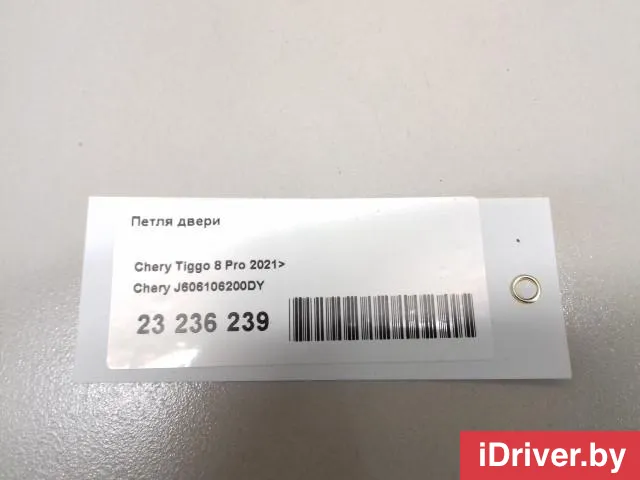 Петля двери
Chery Tiggo 8 Pro 2021>
Chery J606106200DY
23 236 239
iDriver.by